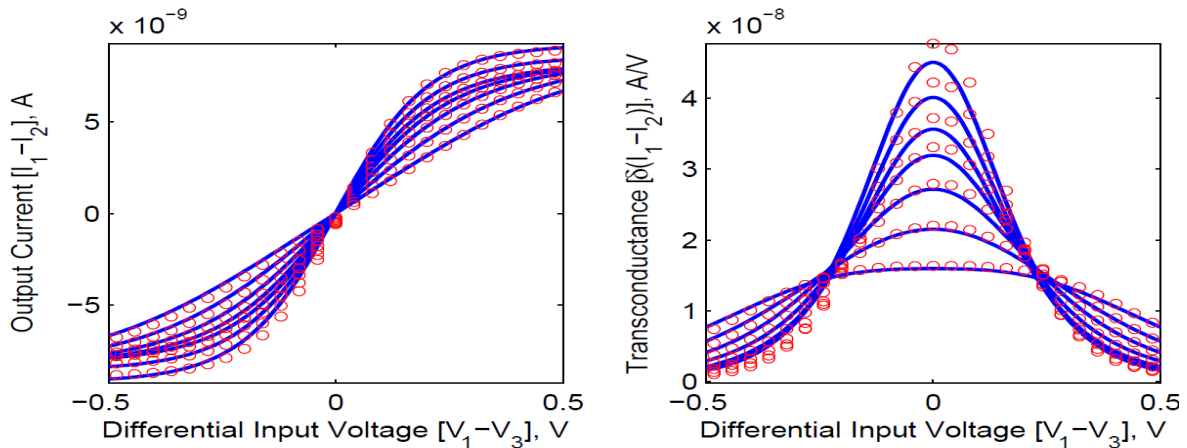 x 10⁻⁹
5
0
−5
−0.5 0 0.5
Output Current [I₁−I₂], A
Differential Input Voltage [V₁−V₃], V
x 10⁻⁸
4
3
2
1
0
−0.5 0 0.5
Transconductance [δ(I₁−I₂)], A/V
Differential Input Voltage [V₁−V₃], V